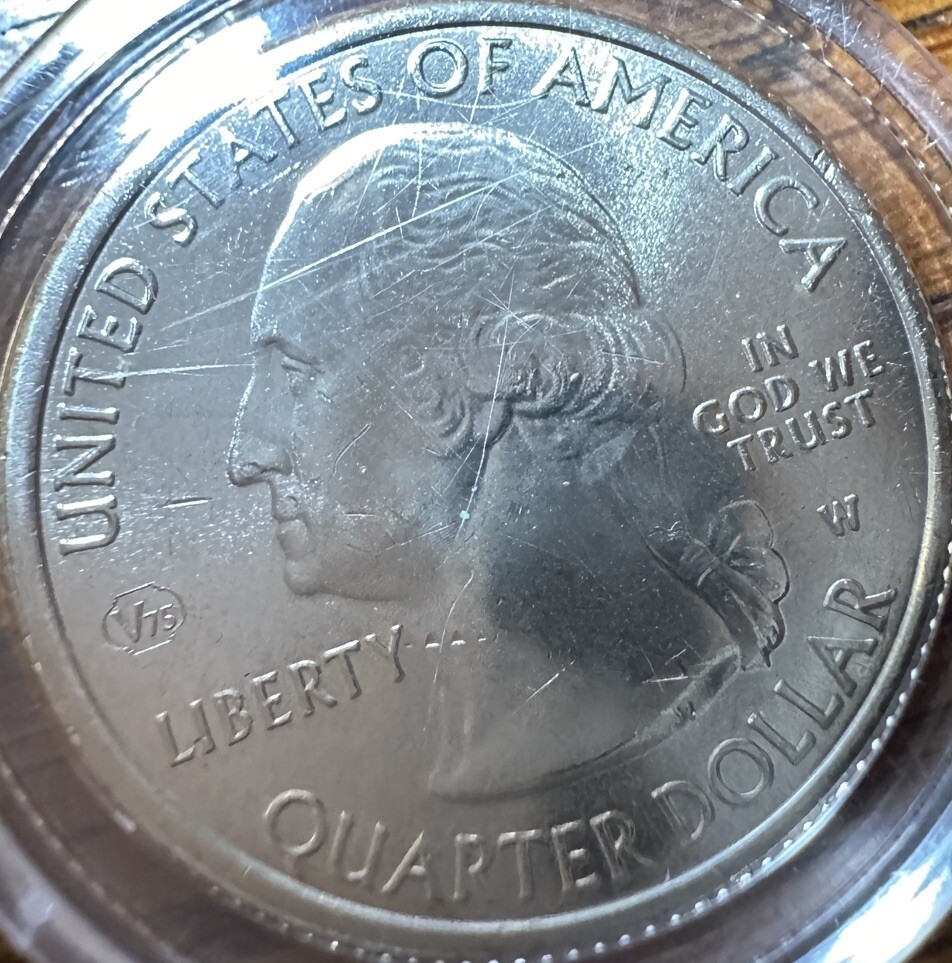 UNITED STATES OF AMERICA
IN
GOD WE
TRUST
W
V75
LIBERTY
QUARTER DOLLAR